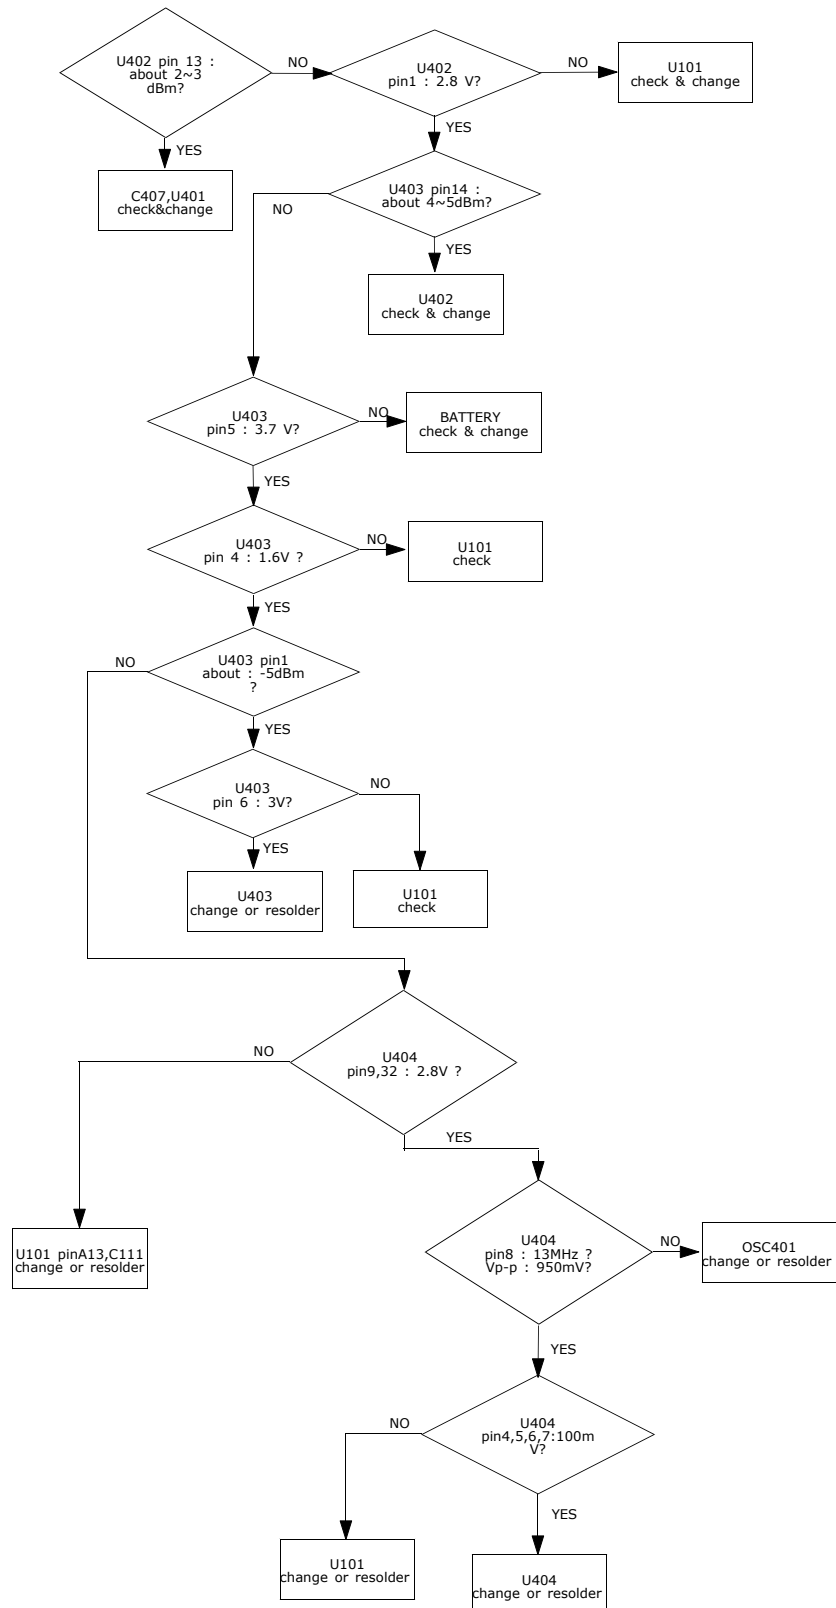 U402 pin 13 :
about 2~3
dBm?
NO
U402
pin1 : 2.8 V?
NO
U101
check & change
YES
YES
C407,U401
check&change
U403 pin14 :
about 4~5dBm?
NO
YES
U402
check & change
U403
pin5 : 3.7 V?
NO
BATTERY
check & change
YES
U403
pin 4 : 1.6V ?
NO
U101
check
YES
NO
U403 pin1
about : -5dBm
?
YES
U403
pin 6 : 3V?
NO
YES
U403
change or resolder
U101
check
NO
U404
pin9,32 : 2.8V ?
YES
U101 pinA13,C111
change or resolder
U404
pin8 : 13MHz ?
Vp-p : 950mV?
NO
OSC401
change or resolder
YES
NO
U404
pin4,5,6,7:100m
V?
YES
U101
change or resolder
U404
change or resolder